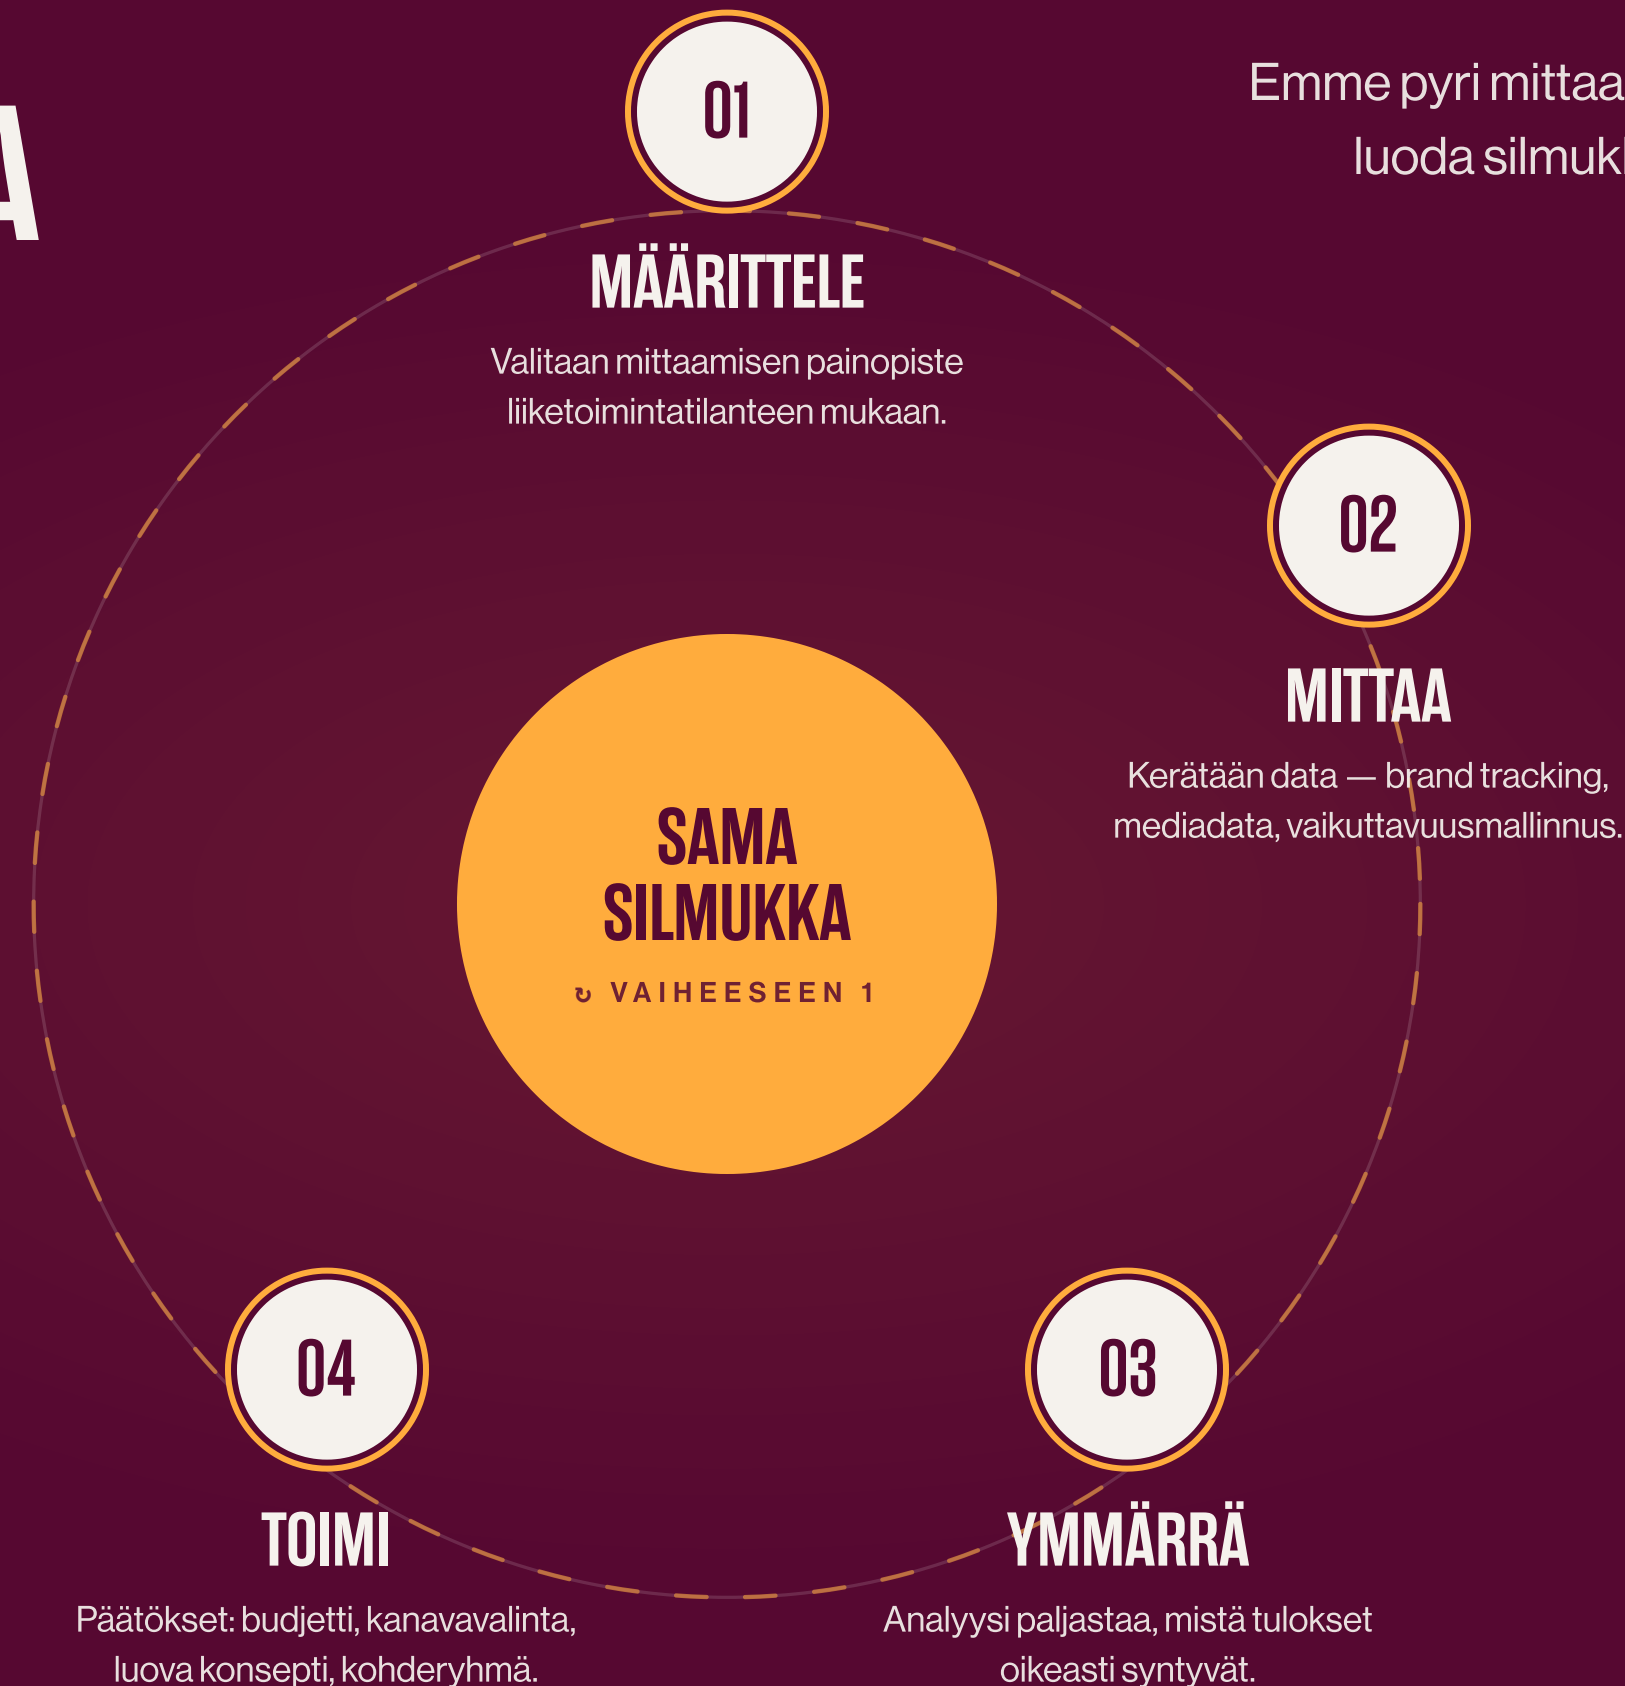 A
Emme pyri mittaa
luoda silmuk
01
MÄÄRITTELE
Valitaan mittaamisen painopiste
liiketoimintatilanteen mukaan.
02
MITTAA
Kerätään data — brand tracking,
mediadata, vaikuttavuusmallinnus.
SAMA
SILMUKKA
↻ VAIHEESEEN 1
04
TOIMI
Päätökset: budjetti, kanavavalinta,
luova konsepti, kohderyhmä.
03
YMMÄRRÄ
Analyysi paljastaa, mistä tulokset
oikeasti syntyvät.